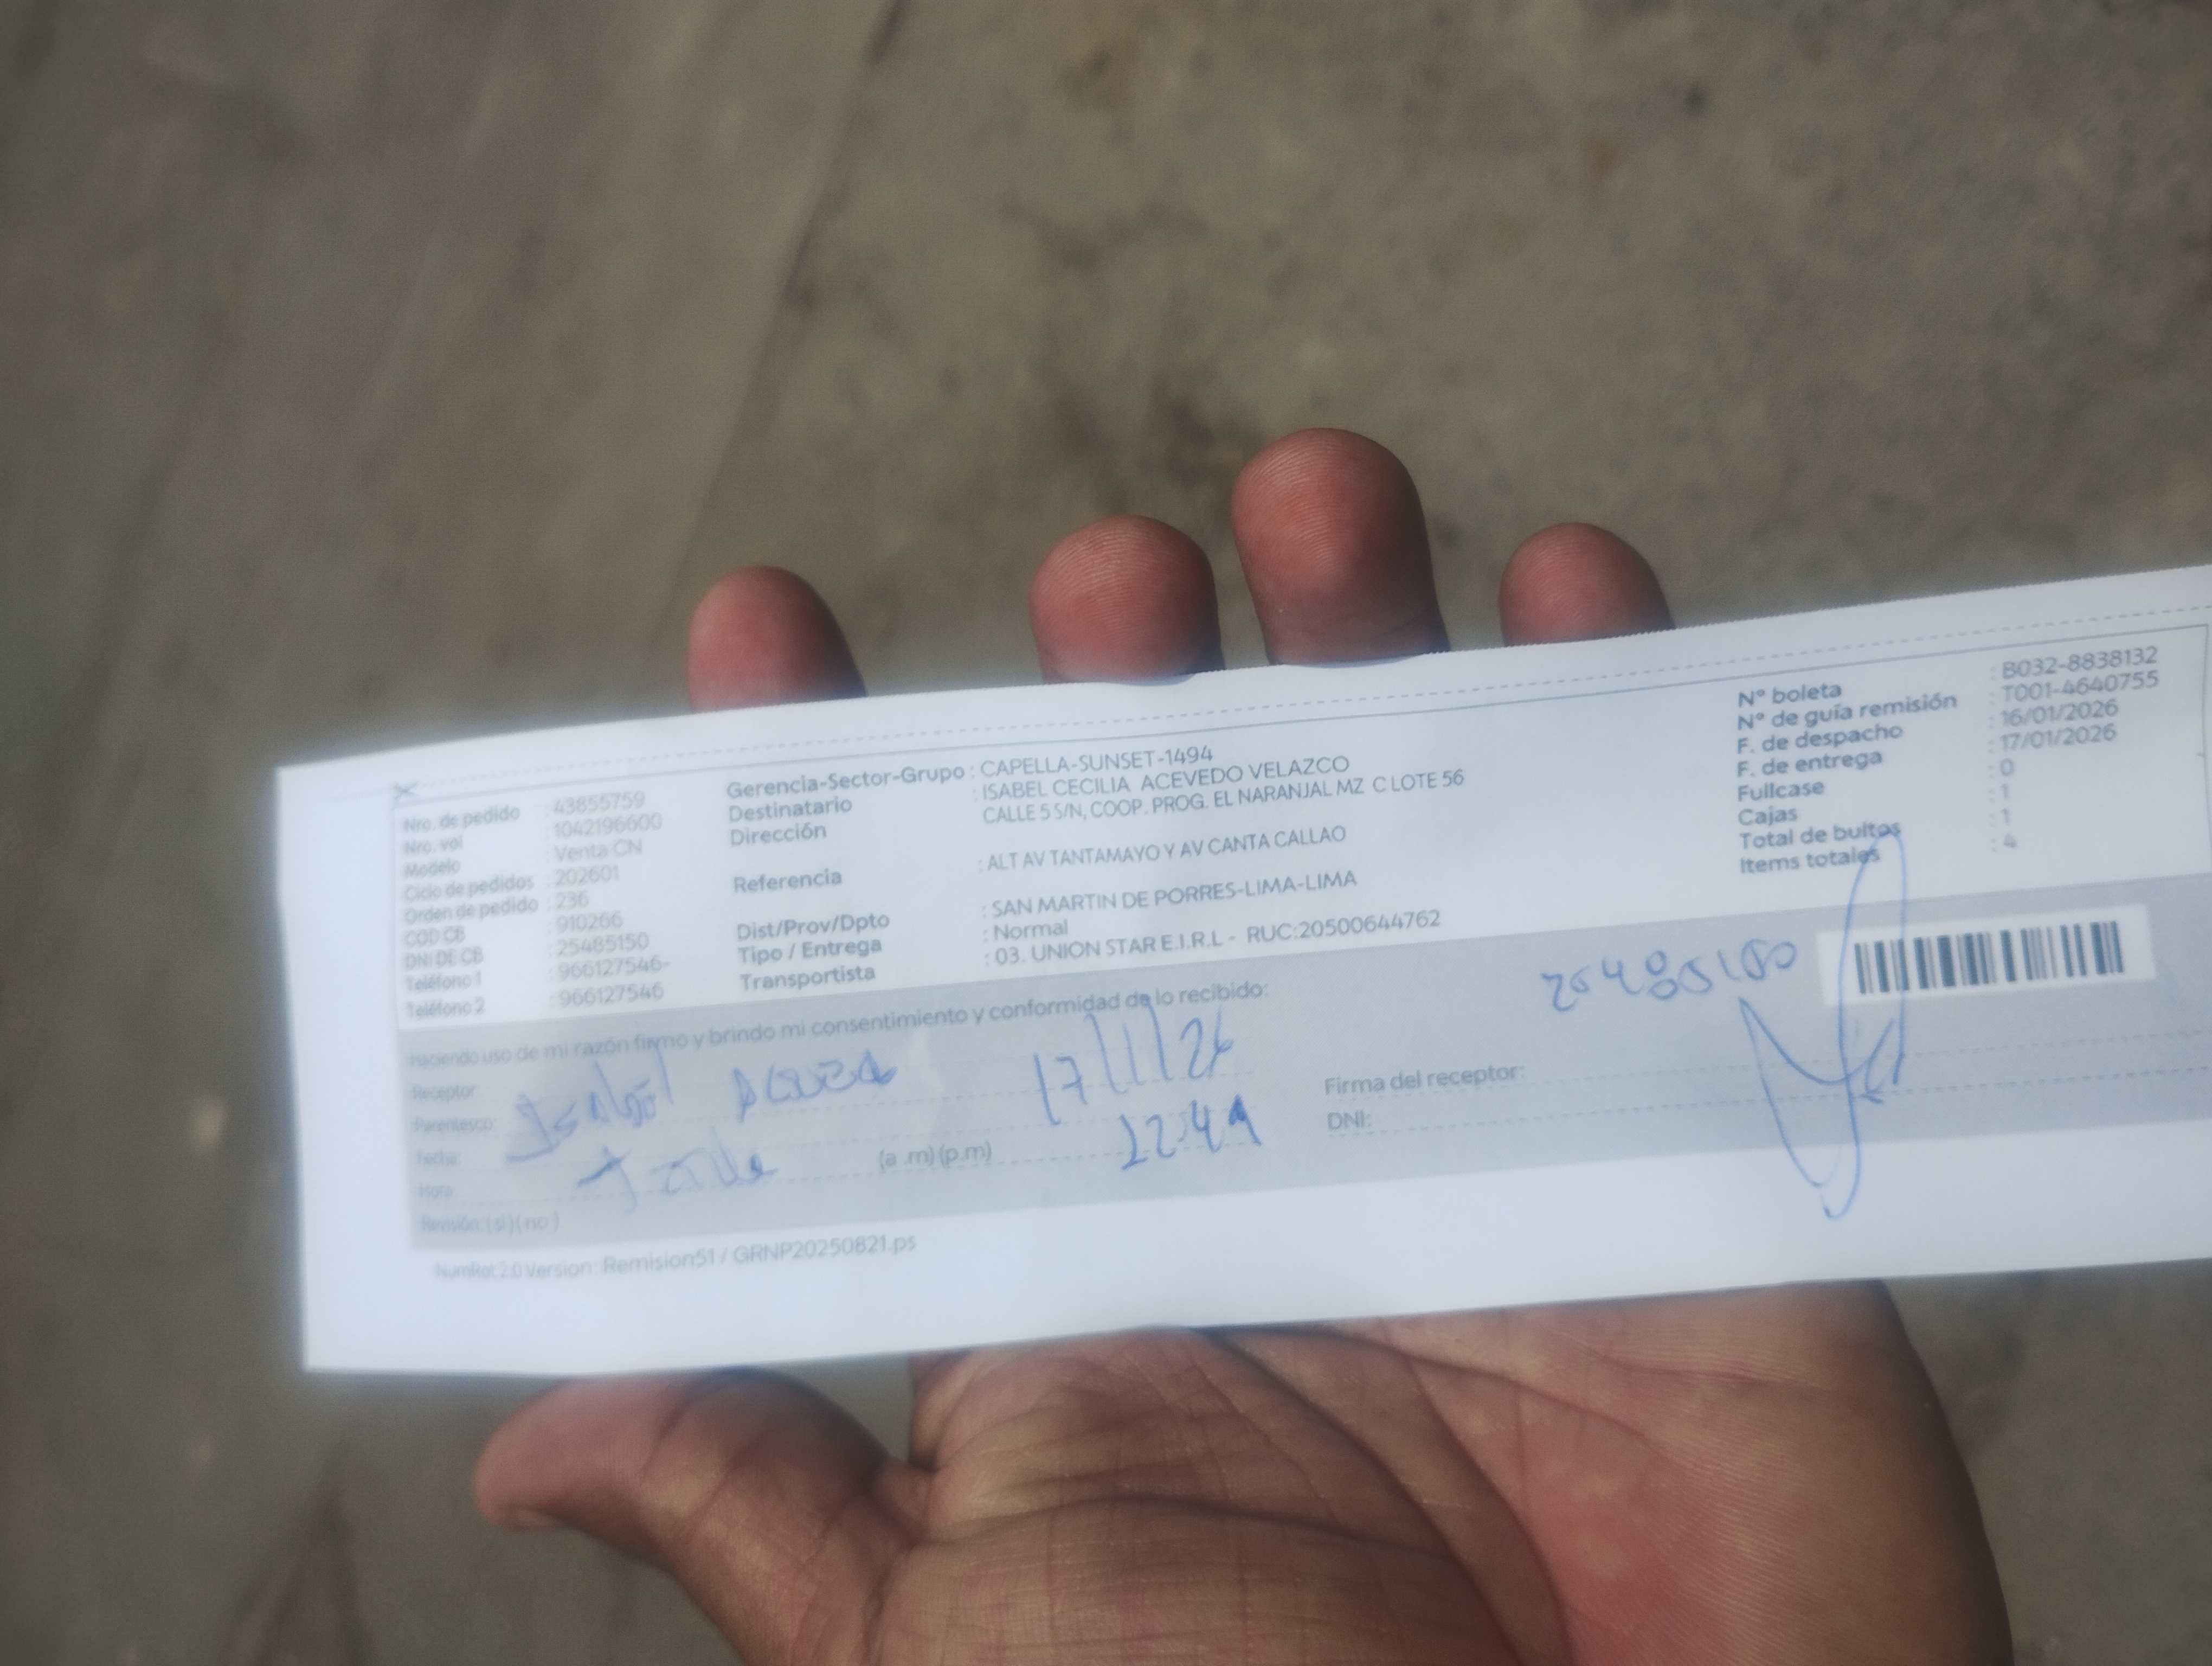 Nro. de pedido : 43855759
Nro. vol : 1042196600
Modelo : Venta CN
Ciclo de pedidos : 202601
Orden de pedido : 236
COD CB : 910266
DNI DE CB : 25485150
Teléfono 1 : 966127546-
Teléfono 2 : 966127546
Gerencia-Sector-Grupo : CAPELLA-SUNSET-1494
Destinatario : ISABEL CECILIA ACEVEDO VELAZCO
Dirección : CALLE 5 S/N, COOP. PROG. EL NARANJAL MZ C LOTE 56
Referencia : ALT AV TANTAMAYO Y AV CANTA CALLAO
Dist/Prov/Dpto : SAN MARTIN DE PORRES-LIMA-LIMA
Tipo / Entrega : Normal
Transportista : 03. UNION STAR E.I.R.L - RUC:20500644762
N° boleta : B032-8838132
N° de guía remisión : T001-4640755
F. de despacho : 16/01/2026
F. de entrega : 17/01/2026
Fullcase : 0
Cajas : 1
Total de bultos : 1
Items totales : 4
Haciendo uso de mi razón firmo y brindo mi consentimiento y conformidad de lo recibido:
Receptor:
Parentesco:
Fecha: 17/1/26
Hora: (a .m) (p.m)
Revisión: ( si ) ( no )
Firma del receptor:
DNI:
NumRot 2.0 Version: Remision51 / GRNP20250821.ps